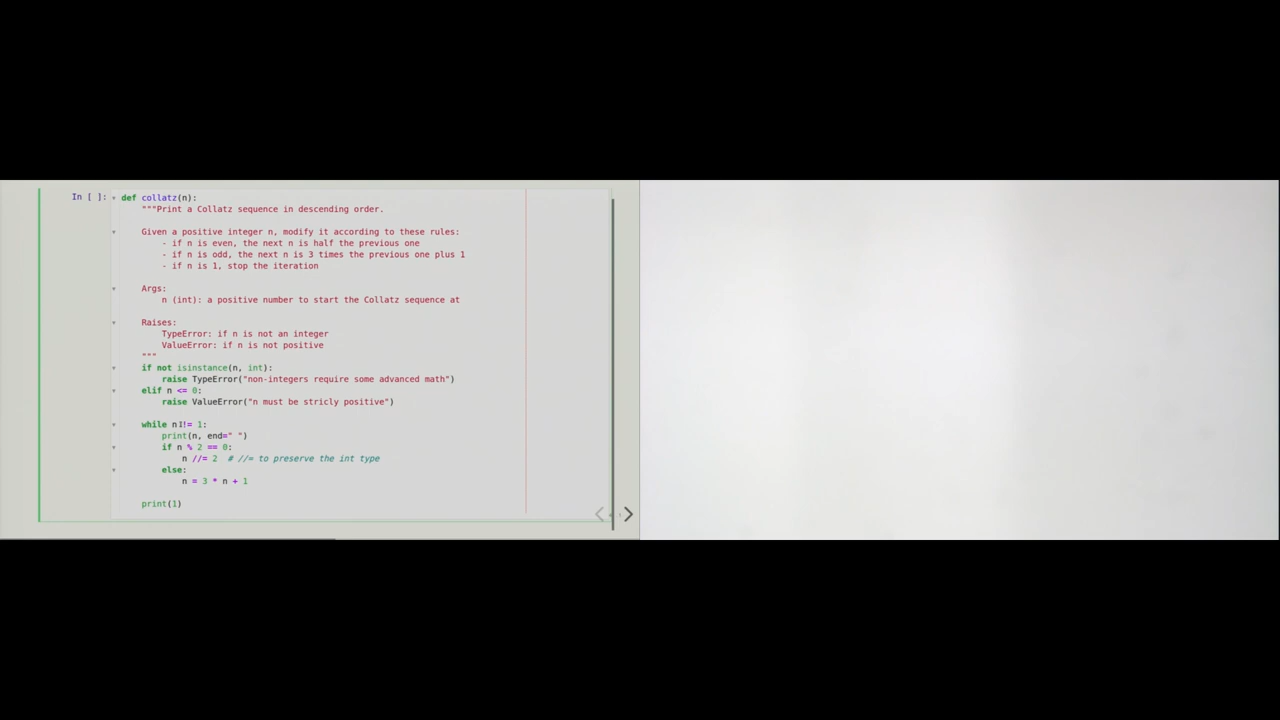 In [ ]:
def collatz(n):
"""Print a Collatz sequence in descending order.
Given a positive integer n, modify it according to these rules:
- if n is even, the next n is half the previous one
- if n is odd, the next n is 3 times the previous one plus 1
- if n is 1, stop the iteration
Args:
n (int): a positive number to start the Collatz sequence at
Raises:
TypeError: if n is not an integer
ValueError: if n is not positive
"""
if not isinstance(n, int):
raise TypeError("non-integers require some advanced math")
elif n <= 0:
raise ValueError("n must be stricly positive")
while n != 1:
print(n, end=" ")
if n % 2 == 0:
n //= 2  # //= to preserve the int type
else:
n = 3 * n + 1
print(1)